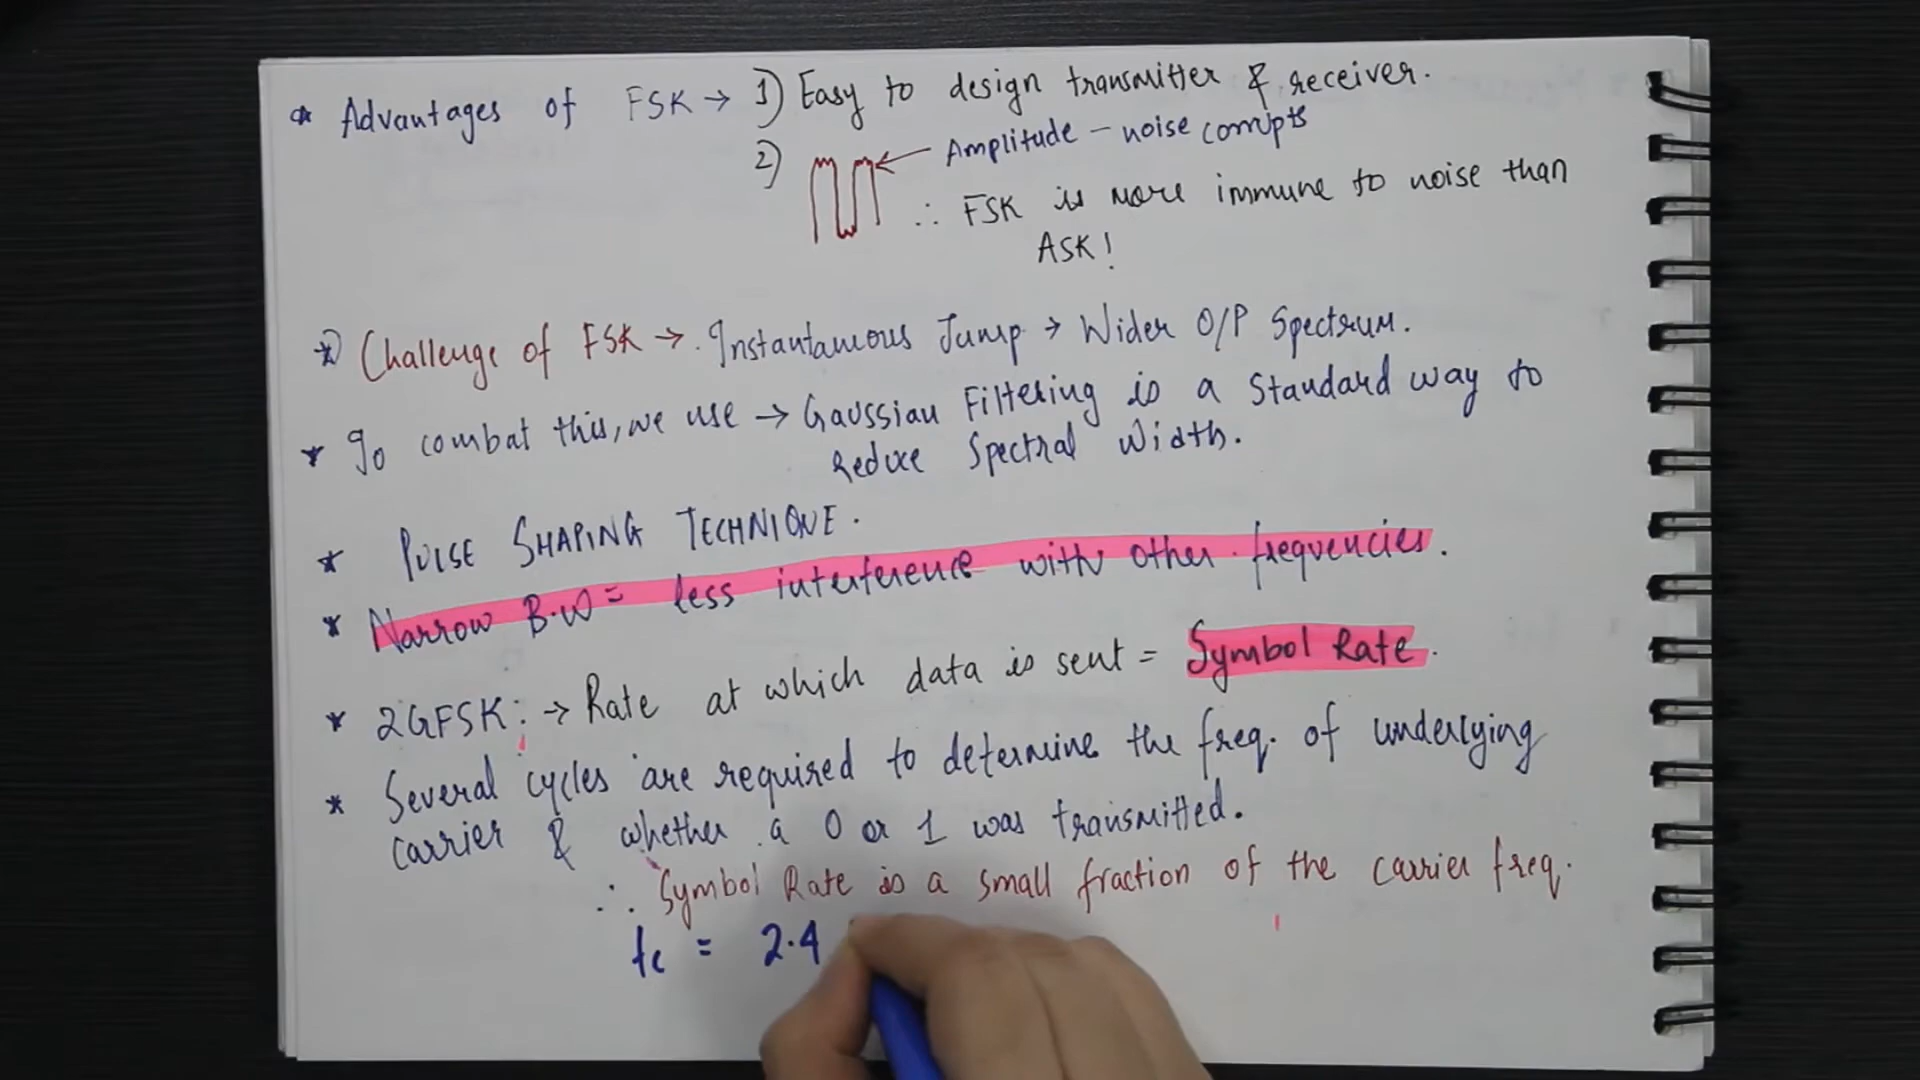 * Advantages of FSK → 1) Easy to design transmitter & receiver.
2) Amplitude - noise corrupts
∴ FSK is more immune to noise than
ASK!
* Challenge of FSK → Instantaneous Jump → Wider O/P Spectrum.
* To combat this, we use → Gaussian Filtering is a Standard way to
reduce Spectral Width.
* PULSE SHAPING TECHNIQUE.
* Narrow B.W = less interference with other frequencies.
* 2GFSK: → Rate at which data is sent = Symbol Rate.
* Several cycles are required to determine the freq. of underlying
carrier & whether a 0 or 1 was transmitted.
∴ Symbol Rate is a small fraction of the carrier freq.
fc = 2.4